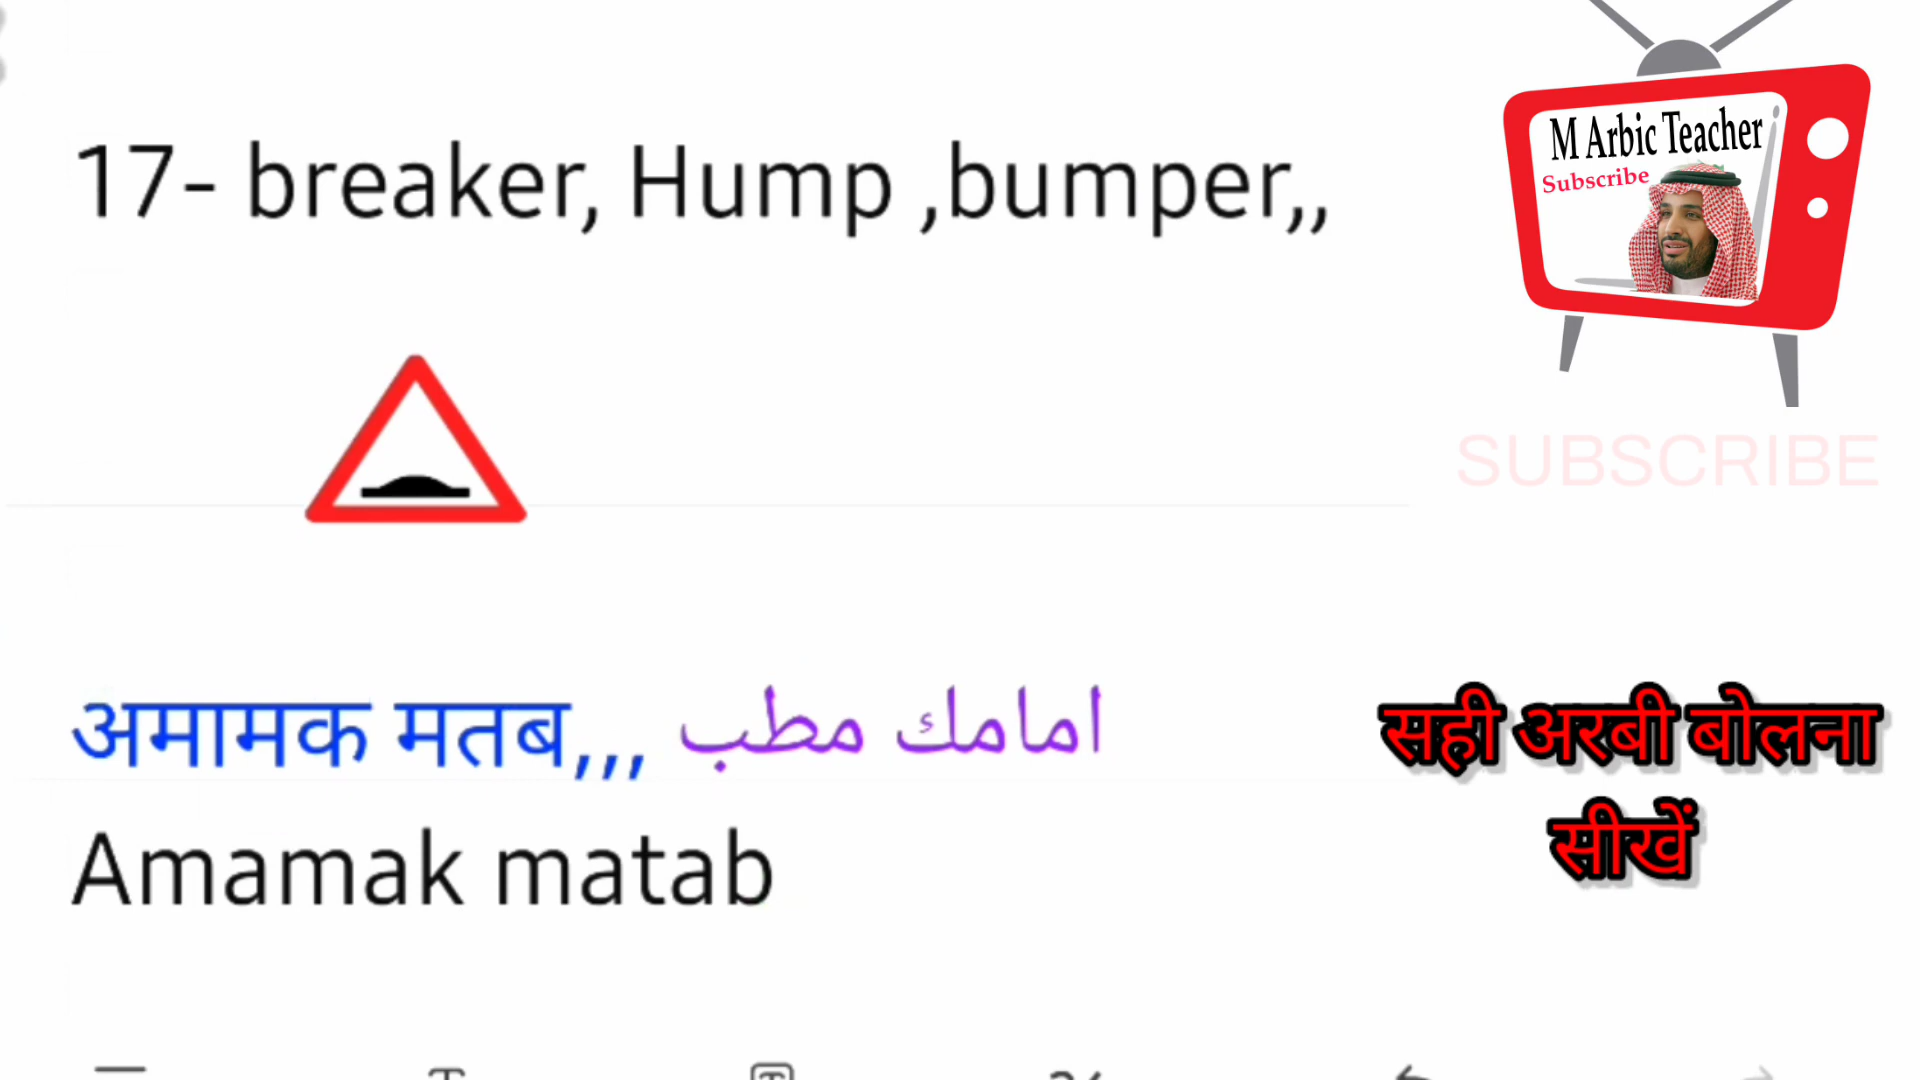 17- breaker, Hump ,bumper,,
M Arbic Teacher
Subscribe
SUBSCRIBE
अमामक मतब,,, امامك مطب
Amamak matab
सही अरबी बोलना
सीखें